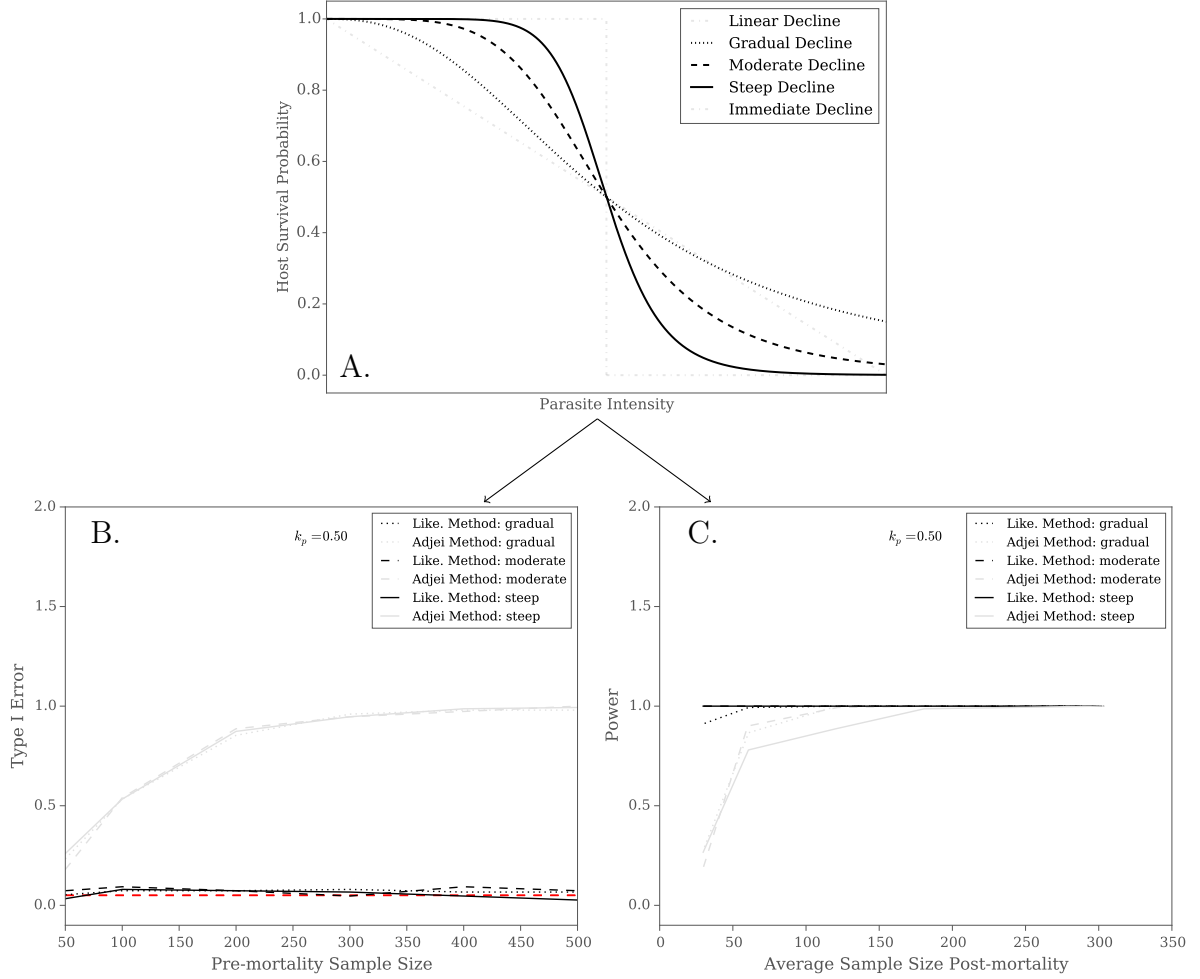 1.0
0.8
0.6
0.4
0.2
0.0
Host Survival Probability
Linear Decline
Gradual Decline
Moderate Decline
Steep Decline
Immediate Decline
A.
Parasite Intensity
2.0
1.5
1.0
0.5
0.0
Type I Error
B.
k_p =0.50
Like. Method: gradual
Adjei Method: gradual
Like. Method: moderate
Adjei Method: moderate
Like. Method: steep
Adjei Method: steep
50 100 150 200 250 300 350 400 450 500
Pre-mortality Sample Size
2.0
1.5
1.0
0.5
0.0
Power
C.
k_p =0.50
Like. Method: gradual
Adjei Method: gradual
Like. Method: moderate
Adjei Method: moderate
Like. Method: steep
Adjei Method: steep
0 50 100 150 200 250 300 350
Average Sample Size Post-mortality